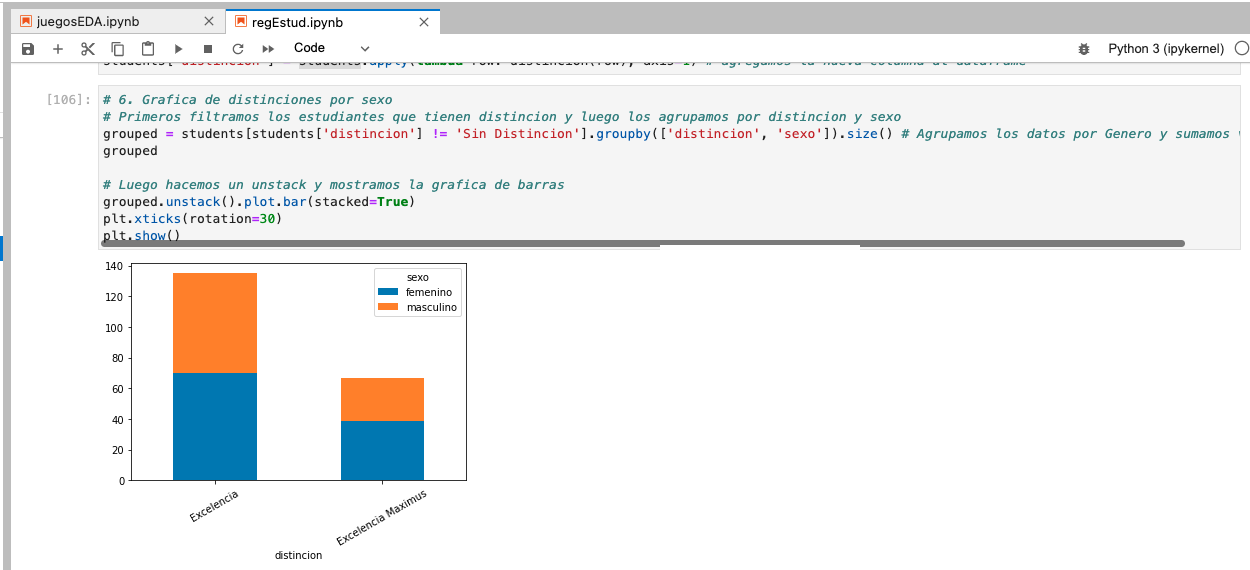 juegosEDA.ipynb
regEstud.ipynb
Code
Python 3 (ipykernel)
students['distincion'] = students.apply(lambda row: distincion(row), axis=1) # agregamos la nueva columna al dataframe
[106]:
# 6. Grafica de distinciones por sexo
# Primeros filtramos los estudiantes que tienen distincion y luego los agrupamos por distincion y sexo
grouped = students[students['distincion'] != 'Sin Distincion'].groupby(['distincion', 'sexo']).size() # Agrupamos los datos por Genero y sumamos
grouped
# Luego hacemos un unstack y mostramos la grafica de barras
grouped.unstack().plot.bar(stacked=True)
plt.xticks(rotation=30)
plt.show()
140
120
100
80
60
40
20
0
sexo
femenino
masculino
Excelencia
Excelencia Maximus
distincion